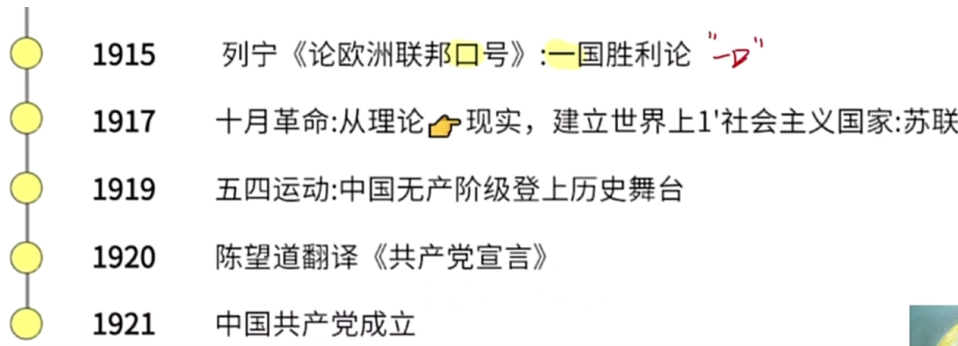 1915 列宁《论欧洲联邦口号》:一国胜利论 "一口"
1917 十月革命:从理论👉现实，建立世界上1'社会主义国家:苏联
1919 五四运动:中国无产阶级登上历史舞台
1920 陈望道翻译《共产党宣言》
1921 中国共产党成立